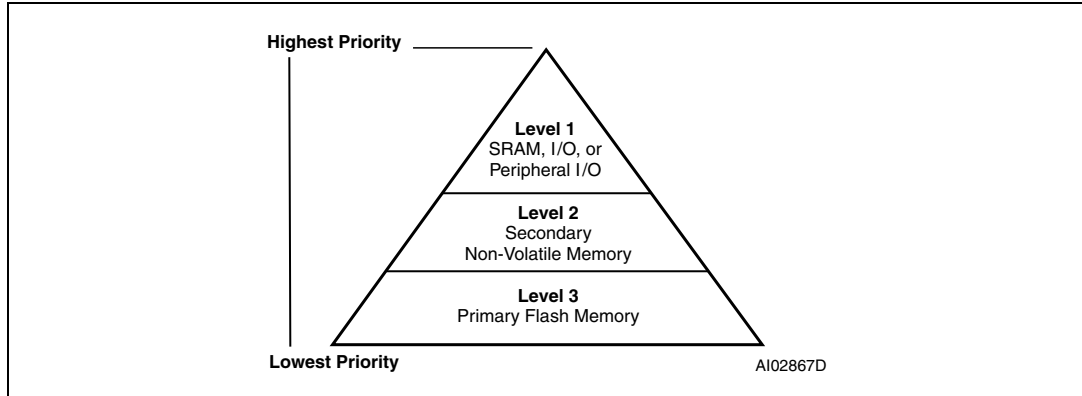 Highest Priority
Level 1
SRAM, I/O, or
Peripheral I/O
Level 2
Secondary
Non-Volatile Memory
Level 3
Primary Flash Memory
Lowest Priority
AI02867D